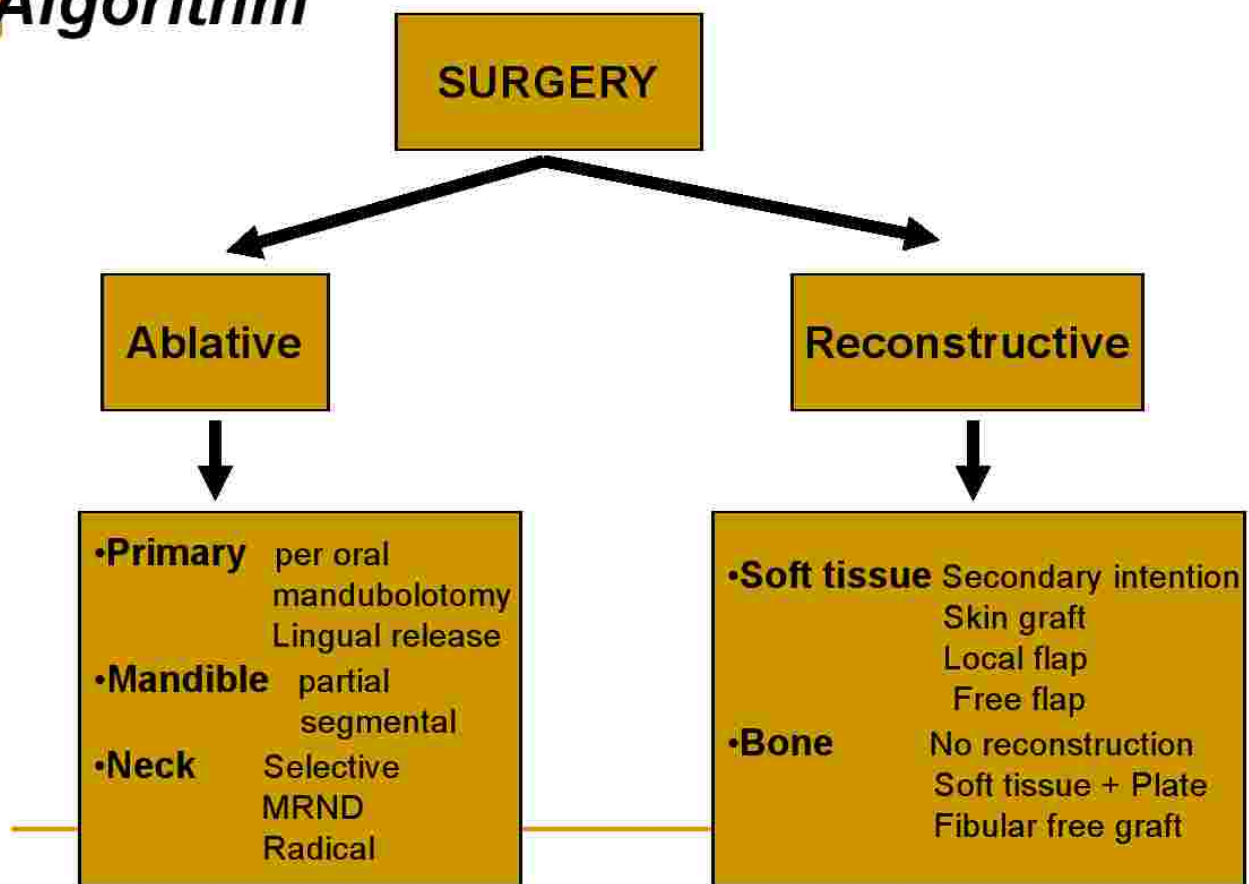 Algorithm
SURGERY
Ablative
Reconstructive
•Primary per oral
mandubolotomy
Lingual release
•Mandible partial
segmental
•Neck Selective
MRND
Radical
•Soft tissue Secondary intention
Skin graft
Local flap
Free flap
•Bone No reconstruction
Soft tissue + Plate
Fibular free graft